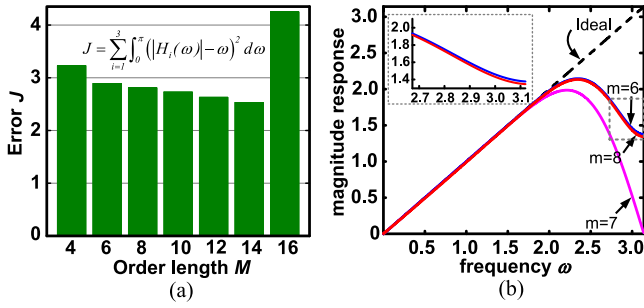 (a)
J = ∑_{i=1}^{3} ∫_{0}^{π} (|H_i(ω)| − ω)² dω
Error J
4
3
2
1
0
4 6 8 10 12 14 16
Order length M
(a)
(b)
magnitude response
3.0
2.5
2.0
1.5
1.0
0.5
0
2.0
1.8
1.6
1.4
2.7 2.8 2.9 3.0 3.1
Ideal
m=6
m=8
m=7
0.5 1.0 1.5 2.0 2.5 3.0
frequency ω
(b)